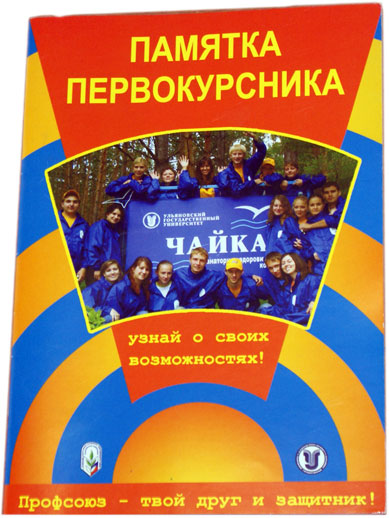 ПАМЯТКА
ПЕРВОКУРСНИКА
УЛЬЯНОВСКИЙ
ГОСУДАРСТВЕННЫЙ
УНИВЕРСИТЕТ
ЧАЙКА
узнай о своих
возможностях!
Профсоюз - твой друг и защитник!